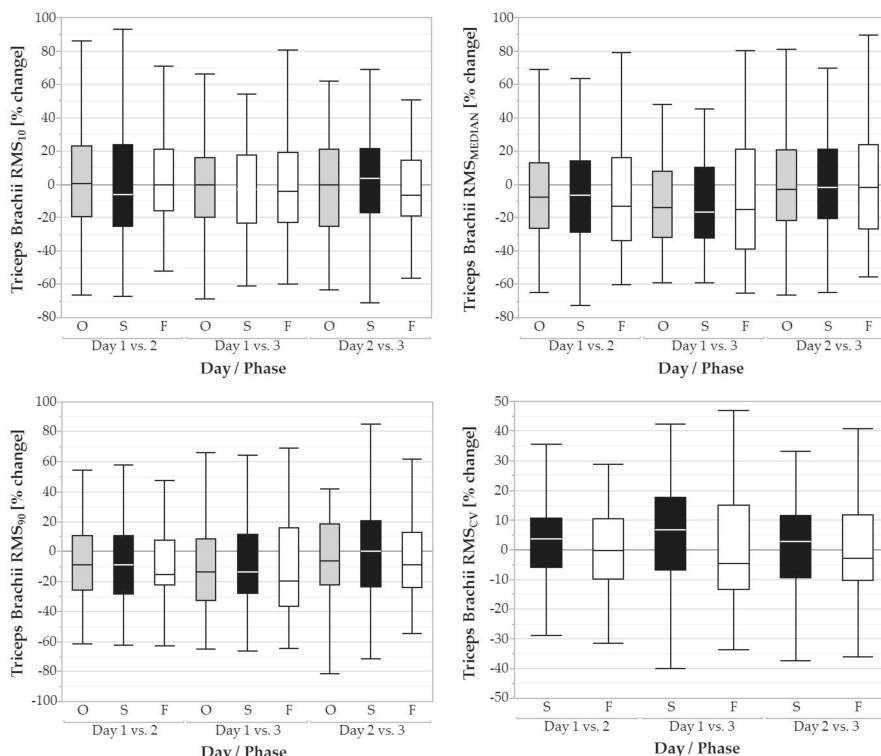 Triceps Brachii RMS10 [% change]
100
80
60
40
20
0
-20
-40
-60
-80
O S F O S F O S F
Day 1 vs. 2 Day 1 vs. 3 Day 2 vs. 3
Day / Phase
Triceps Brachii RMSMEDIAN [% change]
100
80
60
40
20
0
-20
-40
-60
-80
O S F O S F O S F
Day 1 vs. 2 Day 1 vs. 3 Day 2 vs. 3
Day / Phase
Triceps Brachii RMS90 [% change]
100
80
60
40
20
0
-20
-40
-60
-80
-100
O S F O S F O S F
Day 1 vs. 2 Day 1 vs. 3 Day 2 vs. 3
Day / Phase
Triceps Brachii RMSCV [% change]
50
40
30
20
10
0
-10
-20
-30
-40
-50
S F S F S F
Day 1 vs. 2 Day 1 vs. 3 Day 2 vs. 3
Day / Phase